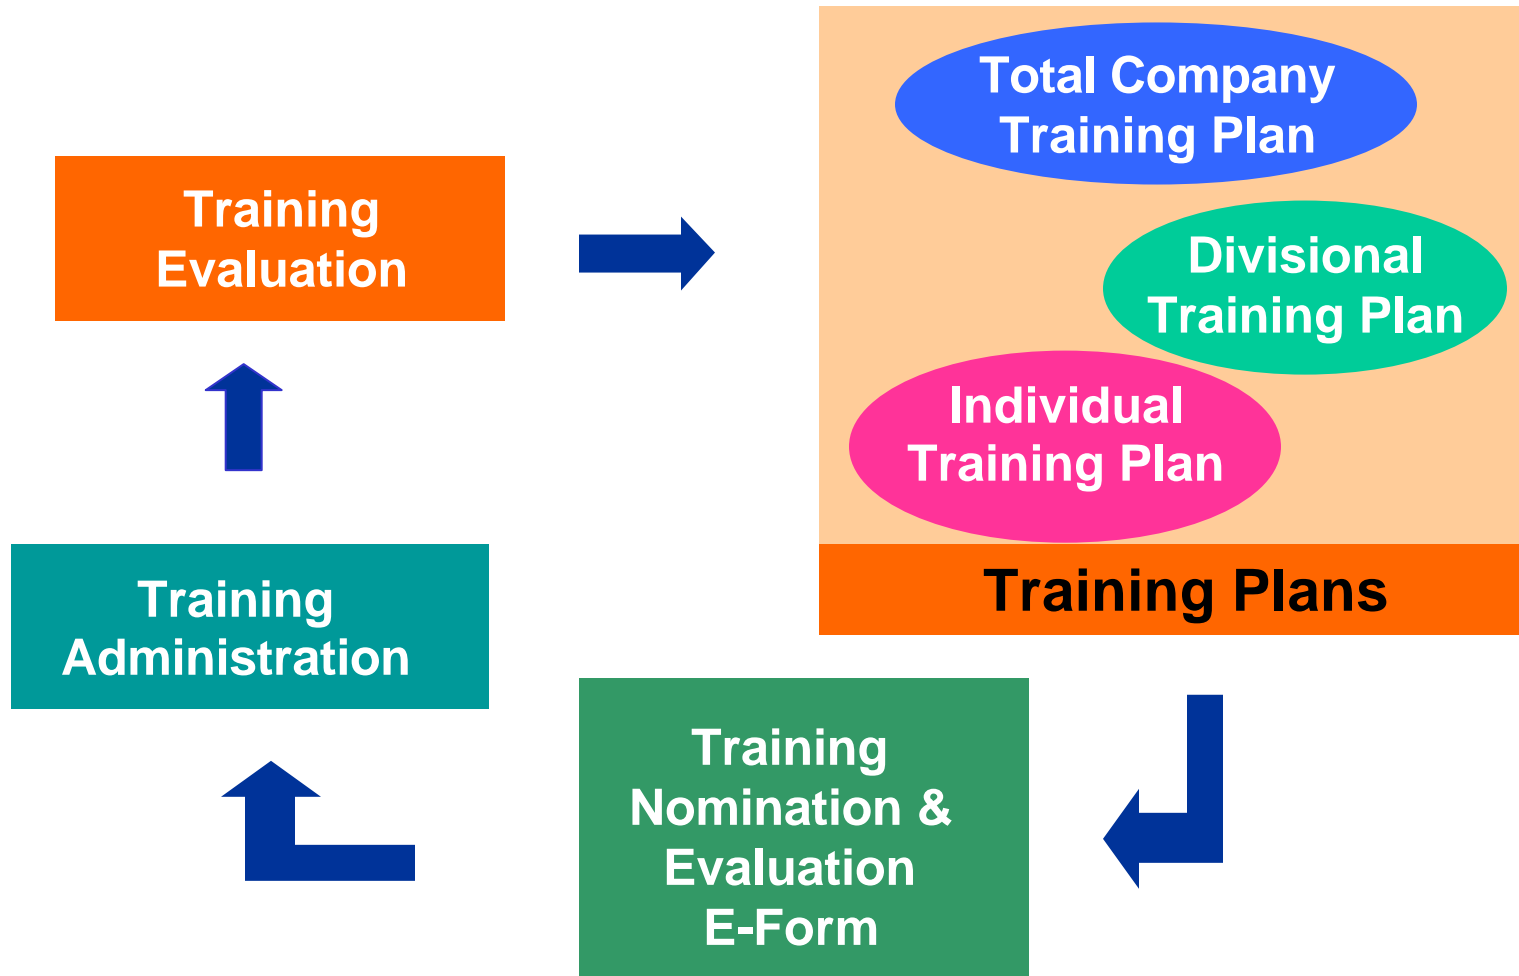 Total Company
Training Plan
Training
Evaluation
Divisional
Training Plan
Individual
Training Plan
Training Plans
Training
Administration
Training
Nomination &
Evaluation
E-Form